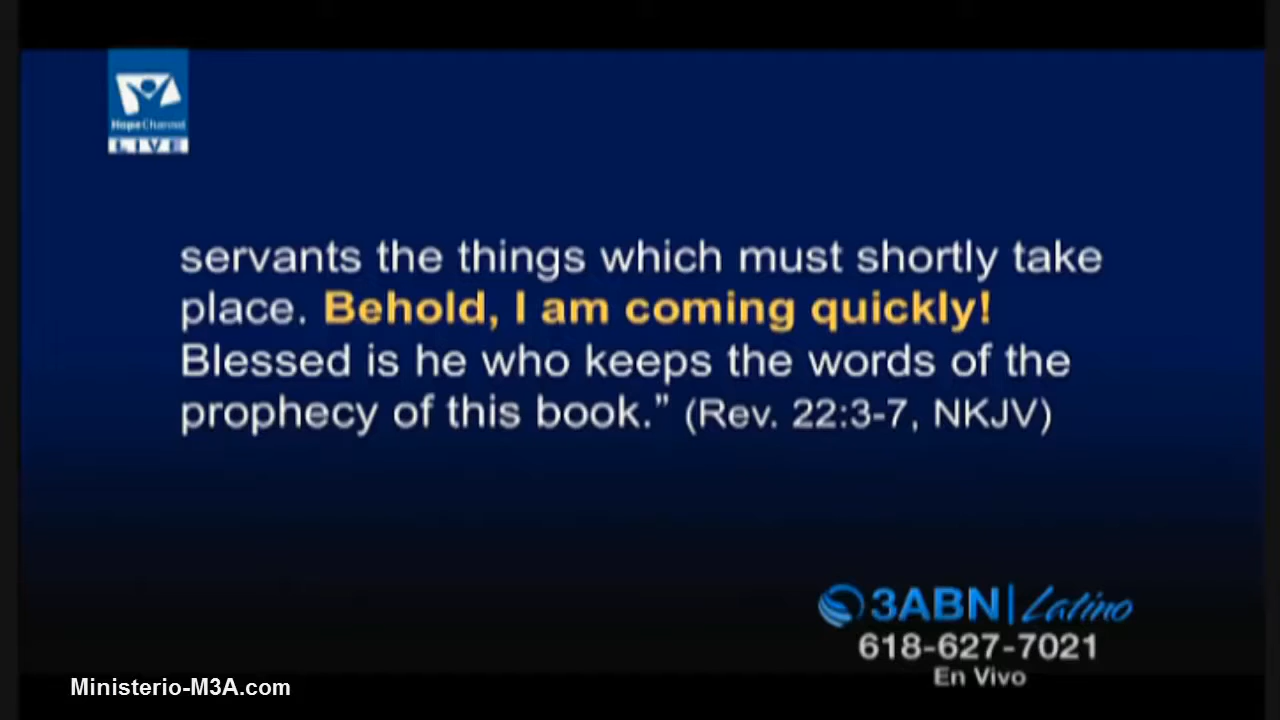 HopeChannel
LIVE
servants the things which must shortly take
place. Behold, I am coming quickly!
Blessed is he who keeps the words of the
prophecy of this book.” (Rev. 22:3-7, NKJV)
3ABN|Latino
618-627-7021
En Vivo
Ministerio-M3A.com